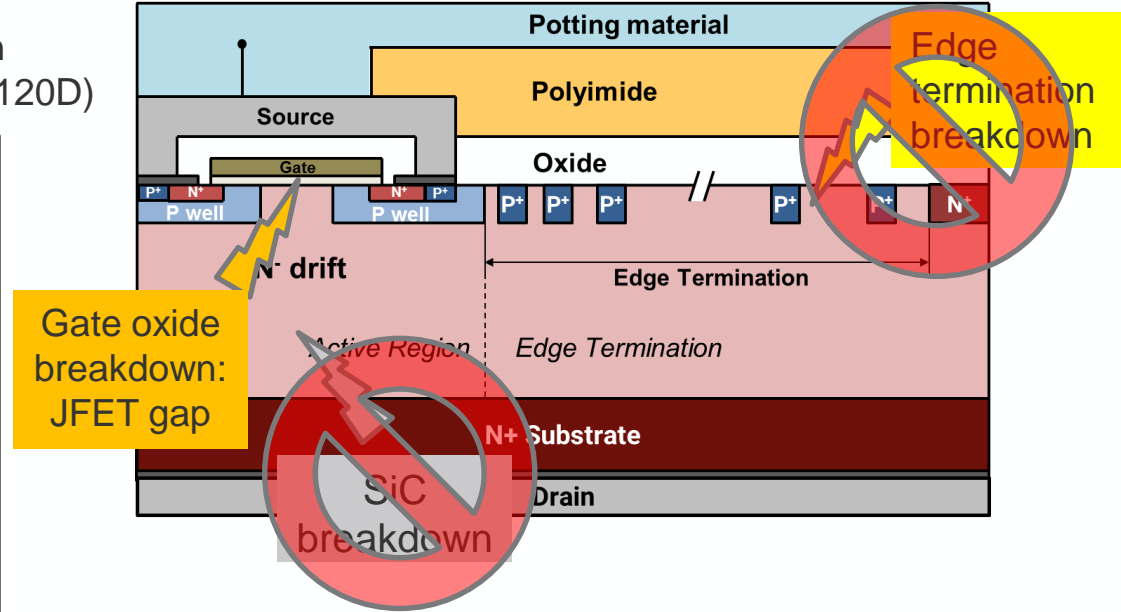 120D)
Potting material
Edge
termination
breakdown
Polyimide
Source
Gate
Oxide
P+
N+
N+
P+
P well
P well
P+
P+
P+
P+
P+
N+
N- drift
Edge Termination
Gate oxide
breakdown:
JFET gap
Active Region
Edge Termination
N+ Substrate
SiC
breakdown
Drain